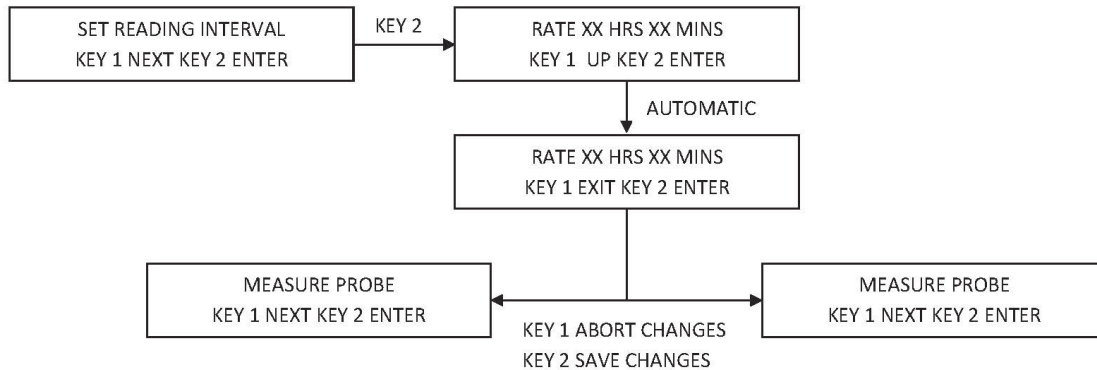 SET READING INTERVAL
KEY 1 NEXT KEY 2 ENTER
KEY 2
RATE XX HRS XX MINS
KEY 1 UP KEY 2 ENTER
AUTOMATIC
RATE XX HRS XX MINS
KEY 1 EXIT KEY 2 ENTER
MEASURE PROBE
KEY 1 NEXT KEY 2 ENTER
MEASURE PROBE
KEY 1 NEXT KEY 2 ENTER
KEY 1 ABORT CHANGES
KEY 2 SAVE CHANGES